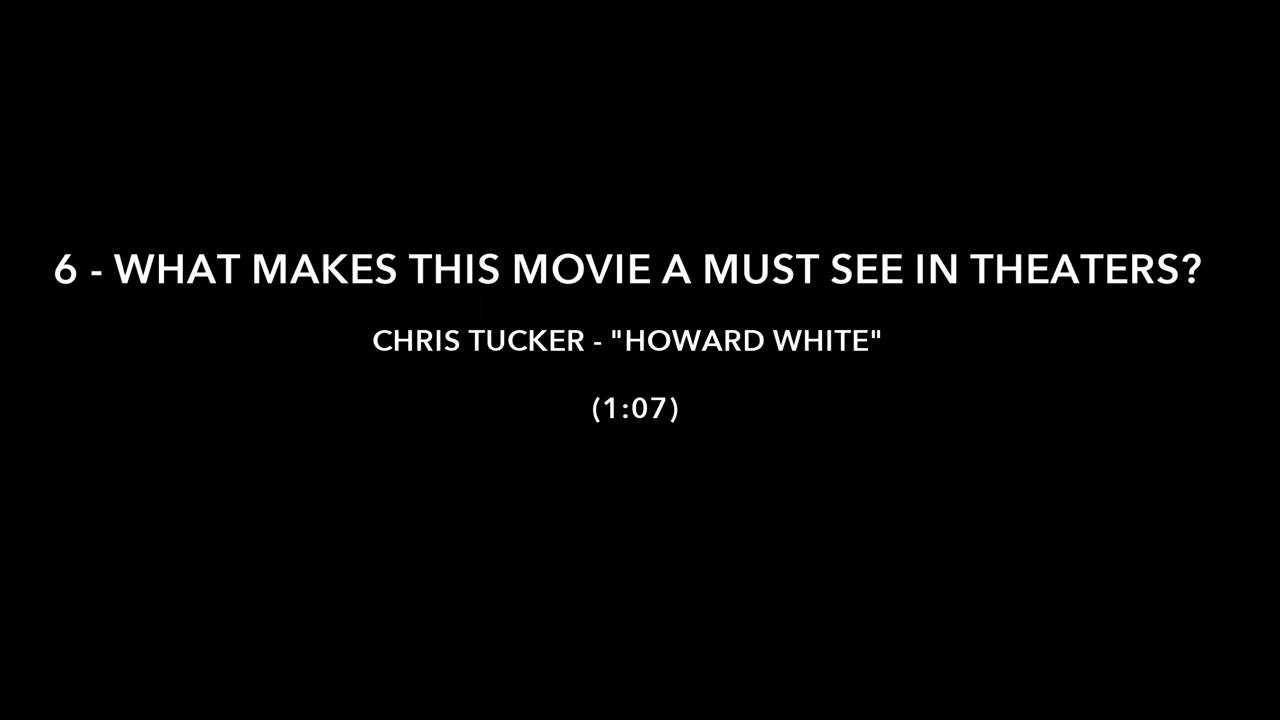 6 - WHAT MAKES THIS MOVIE A MUST SEE IN THEATERS?
CHRIS TUCKER - "HOWARD WHITE"
(1:07)